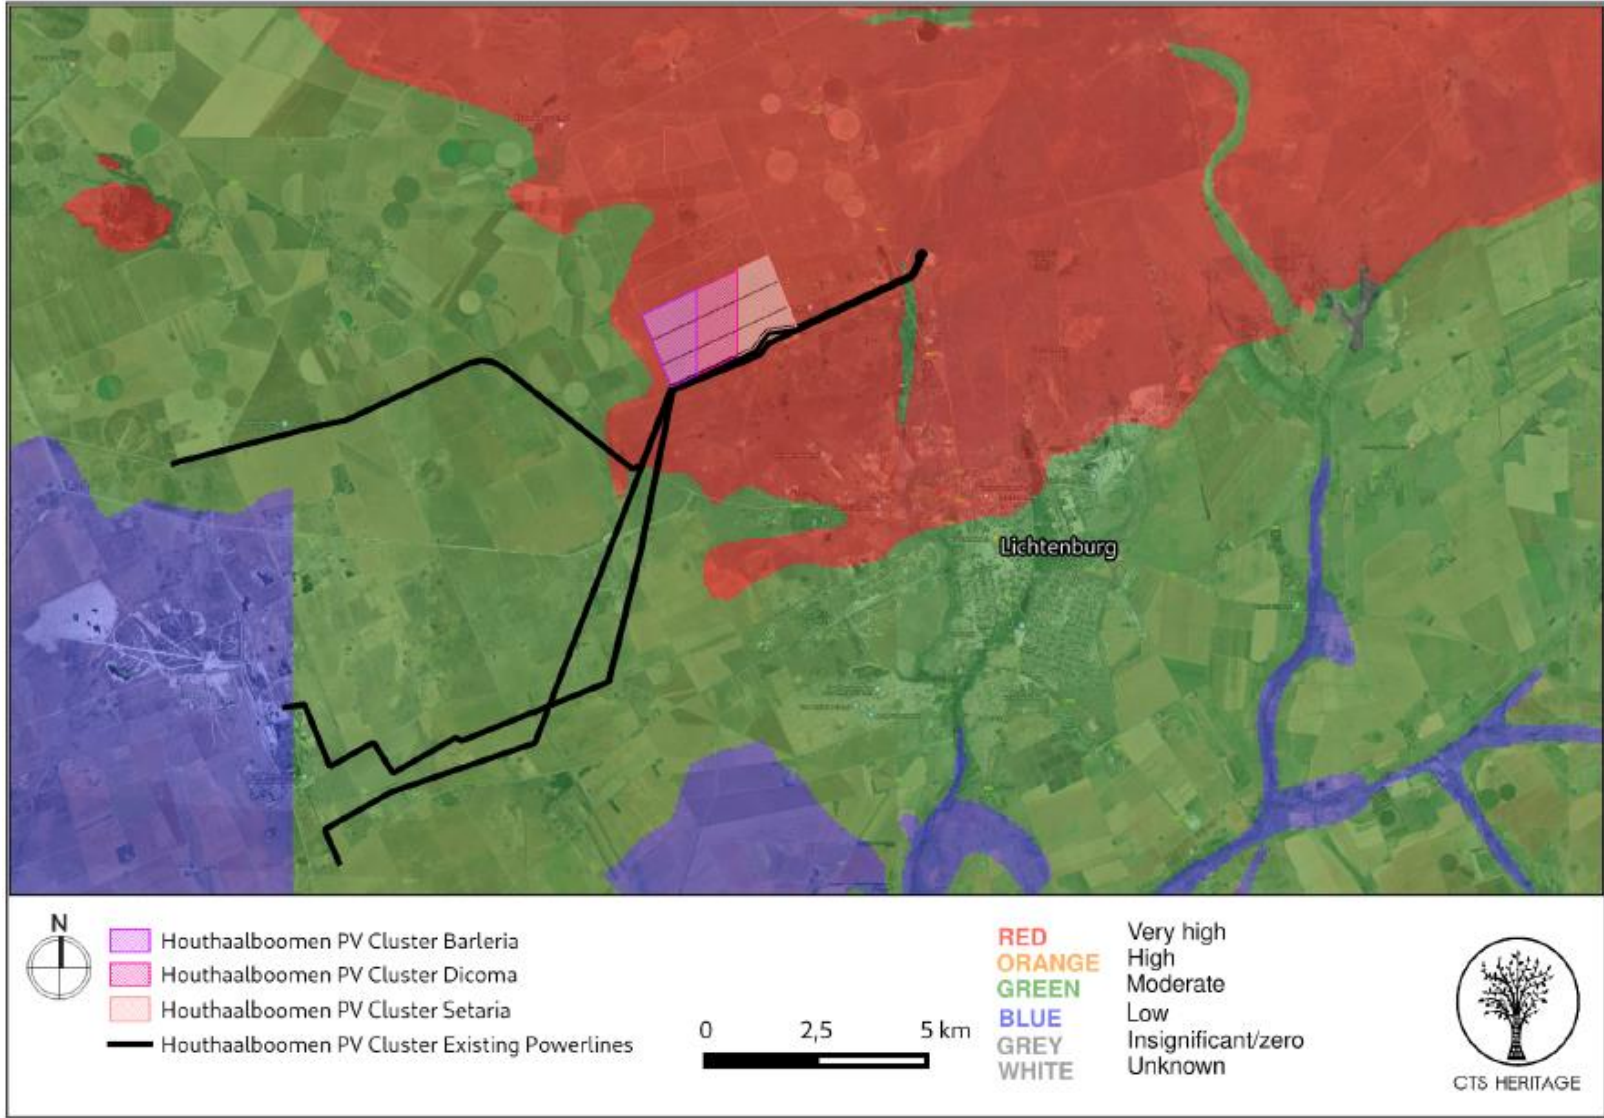 Lichtenburg
N
Houthaalboomen PV Cluster Barleria
Houthaalboomen PV Cluster Dicoma
Houthaalboomen PV Cluster Setaria
Houthaalboomen PV Cluster Existing Powerlines
0 2,5 5 km
RED Very high
ORANGE High
GREEN Moderate
BLUE Low
GREY Insignificant/zero
WHITE Unknown
CTS HERITAGE